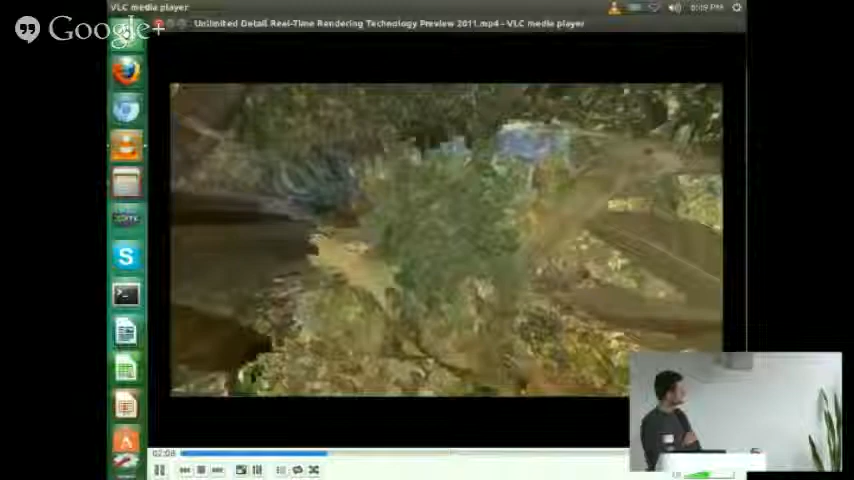 VLC media player
Google+
Unlimited Detail Real-Time Rendering Technology Preview 2011.mp4 - VLC media player
02:08